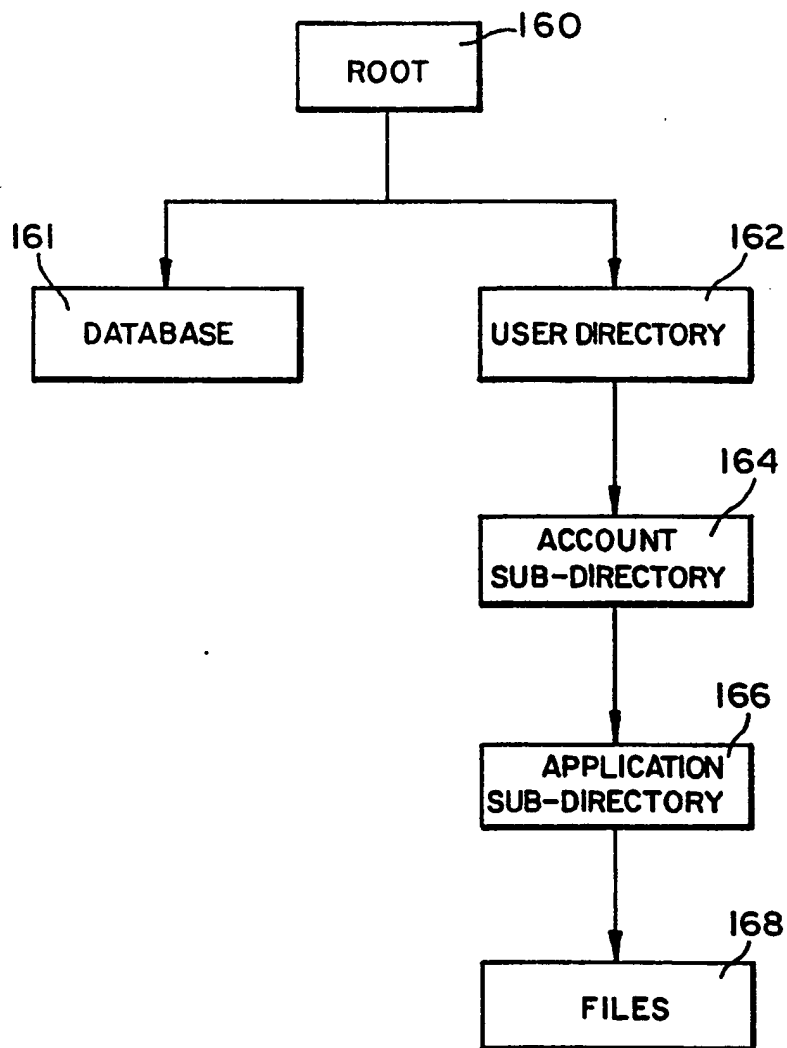 160
ROOT
161
162
DATABASE
USER DIRECTORY
164
ACCOUNT
SUB-DIRECTORY
166
APPLICATION
SUB-DIRECTORY
168
FILES